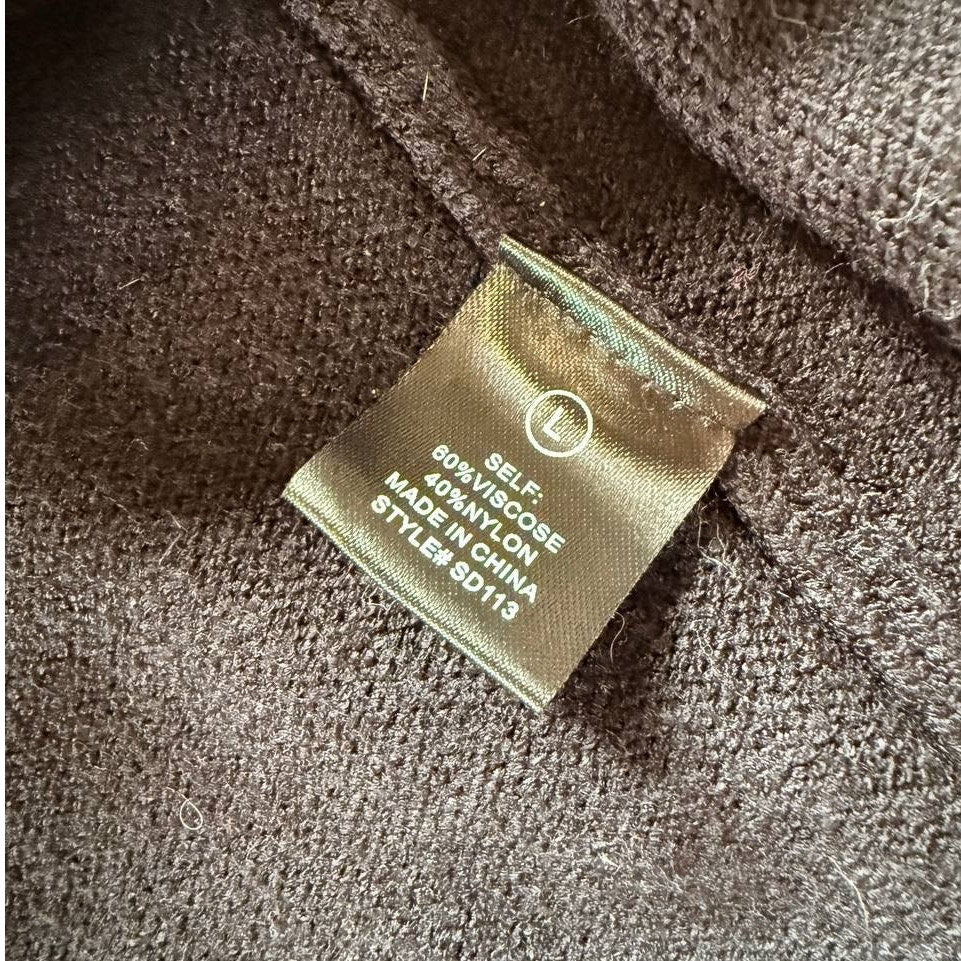 L
SELF:
60%VISCOSE
40%NYLON
MADE IN CHINA
STYLE# SD113